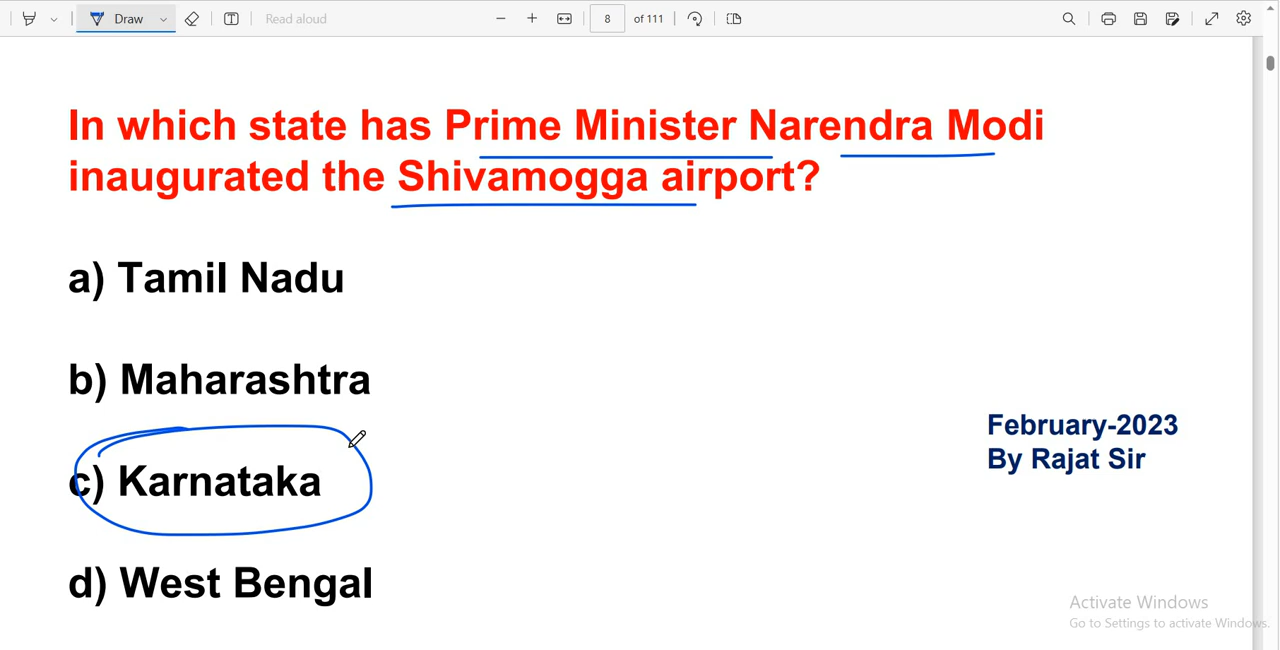 Draw
Read aloud
8 of 111
In which state has Prime Minister Narendra Modi
inaugurated the Shivamogga airport?
a) Tamil Nadu
b) Maharashtra
c) Karnataka
d) West Bengal
February-2023
By Rajat Sir
Activate Windows
Go to Settings to activate Windows.